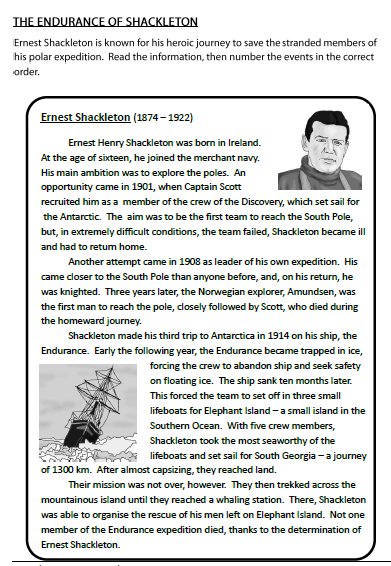 THE ENDURANCE OF SHACKLETON
Ernest Shackleton is known for his heroic journey to save the stranded members of
his polar expedition. Read the information, then number the events in the correct
order.
Ernest Shackleton (1874 – 1922)
Ernest Henry Shackleton was born in Ireland.
At the age of sixteen, he joined the merchant navy.
His main ambition was to explore the poles. An
opportunity came in 1901, when Captain Scott
recruited him as a member of the crew of the Discovery, which set sail for
the Antarctic. The aim was to be the first team to reach the South Pole,
but, in extremely difficult conditions, the team failed, Shackleton became ill
and had to return home.
Another attempt came in 1908 as leader of his own expedition. His
came closer to the South Pole than anyone before, and, on his return, he
was knighted. Three years later, the Norwegian explorer, Amundsen, was
the first man to reach the pole, closely followed by Scott, who died during
the homeward journey.
Shackleton made his third trip to Antarctica in 1914 on his ship, the
Endurance. Early the following year, the Endurance became trapped in ice,
forcing the crew to abandon ship and seek safety
on floating ice. The ship sank ten months later.
This forced the team to set off in three small
lifeboats for Elephant Island – a small island in the
Southern Ocean. With five crew members,
Shackleton took the most seaworthy of the
lifeboats and set sail for South Georgia – a journey
of 1300 km. After almost capsizing, they reached land.
Their mission was not over, however. They then trekked across the
mountainous island until they reached a whaling station. There, Shackleton
was able to organise the rescue of his men left on Elephant Island. Not one
member of the Endurance expedition died, thanks to the determination of
Ernest Shackleton.